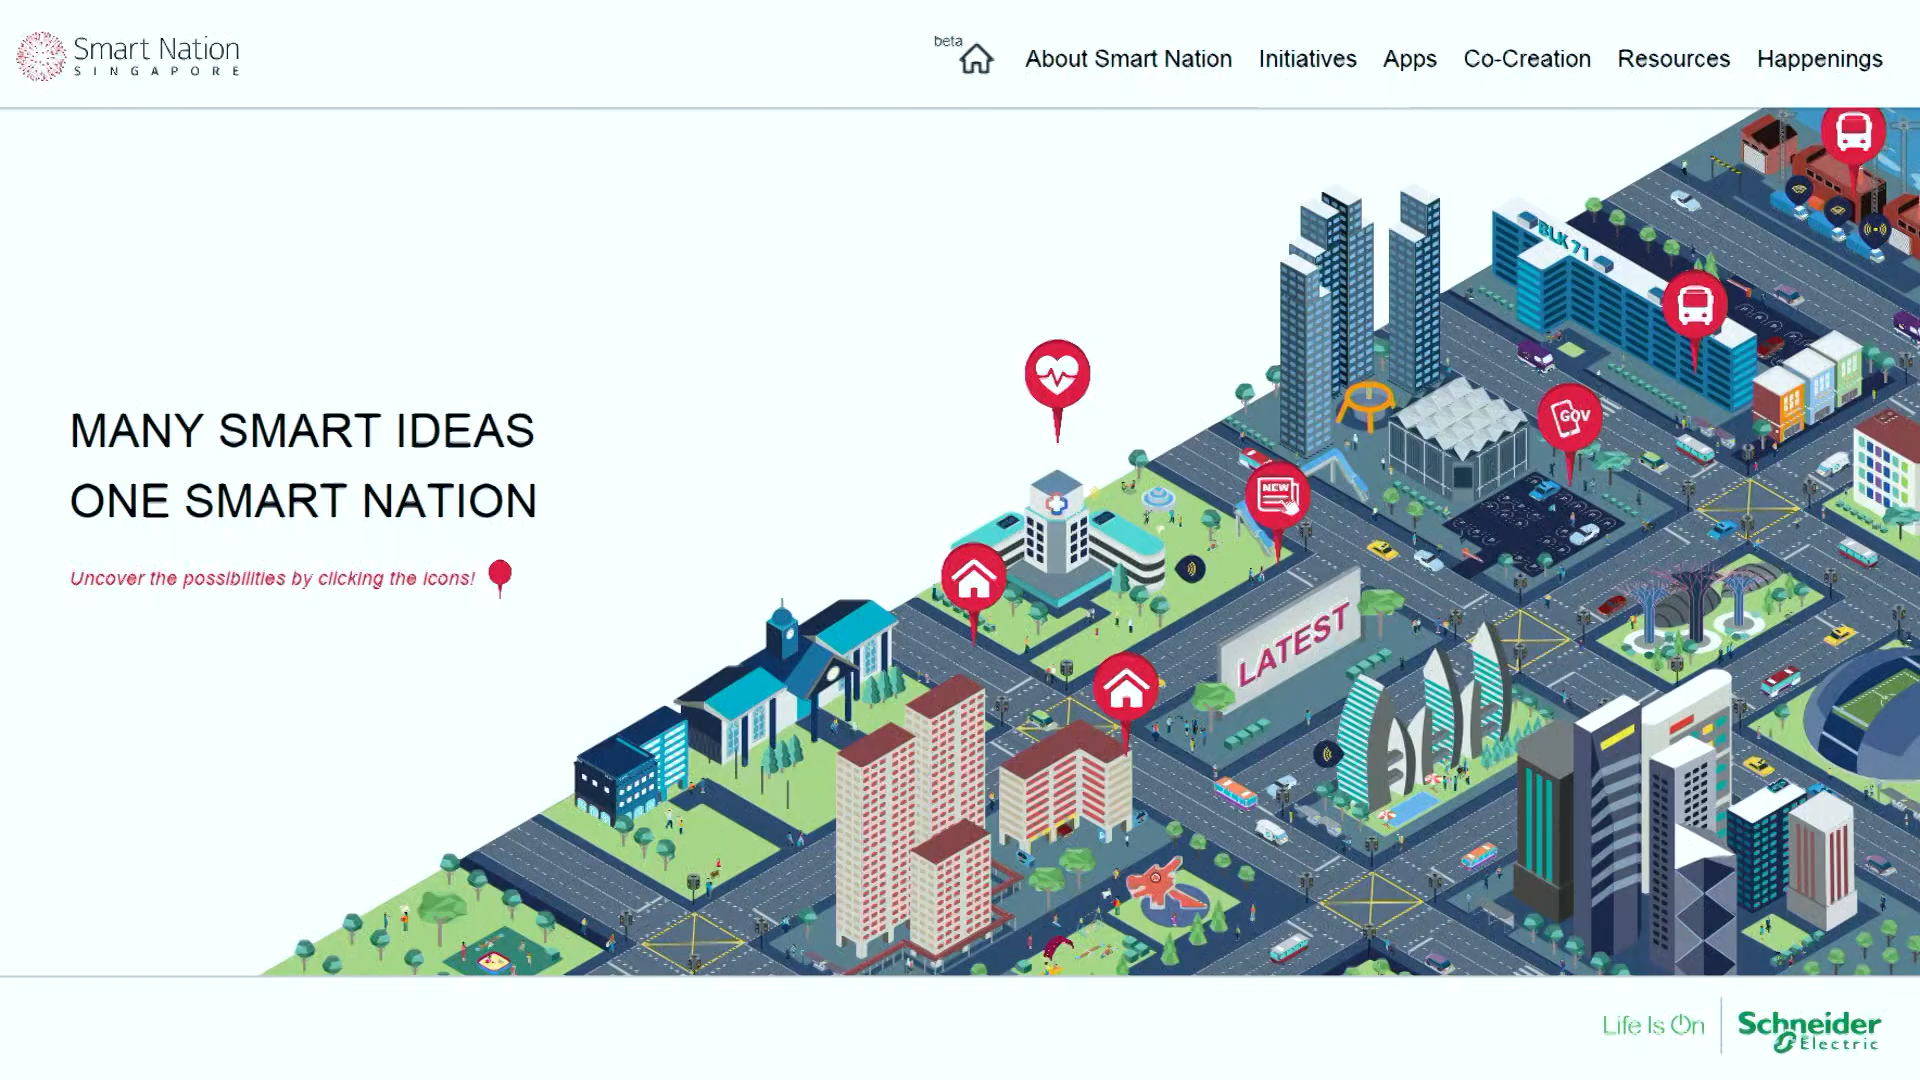 Smart Nation
SINGAPORE
beta
About Smart Nation
Initiatives
Apps
Co-Creation
Resources
Happenings
MANY SMART IDEAS
ONE SMART NATION
Uncover the possibilities by clicking the icons!
BLK 71
GOV
NEW
LATEST
Life Is On
Schneider
Electric